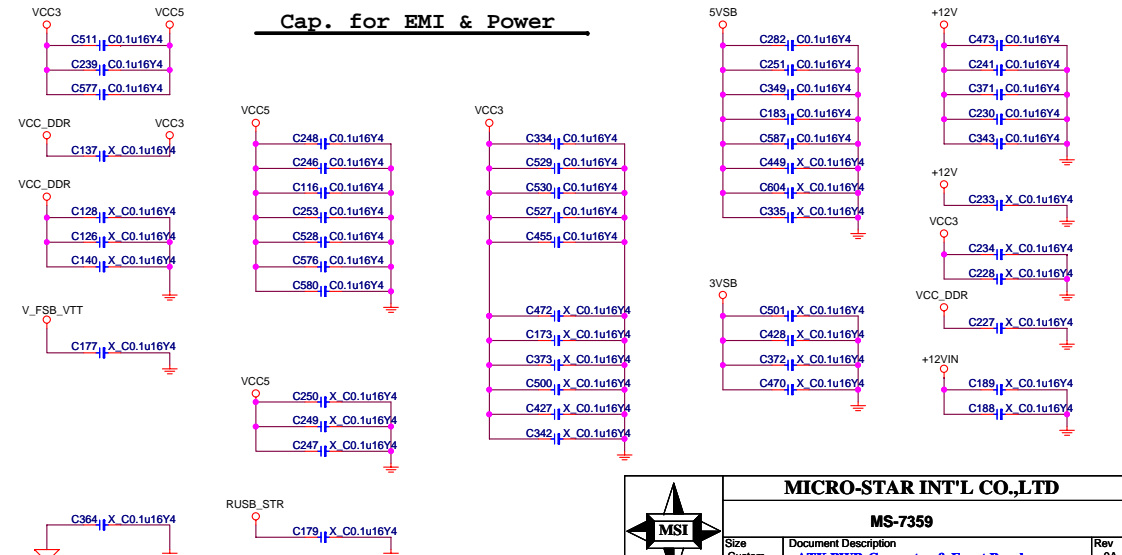 Cap. for EMI & Power
VCC3 VCC5
C511 C0.1u16Y4
C239 C0.1u16Y4
C577 C0.1u16Y4
VCC_DDR VCC3
C137 X_C0.1u16Y4
VCC_DDR
C128 X_C0.1u16Y4
C126 X_C0.1u16Y4
C140 X_C0.1u16Y4
V_FSB_VTT
C177 X_C0.1u16Y4
C364 X_C0.1u16Y4
VCC5
C248 C0.1u16Y4
C246 C0.1u16Y4
C116 C0.1u16Y4
C253 C0.1u16Y4
C528 C0.1u16Y4
C576 C0.1u16Y4
C580 C0.1u16Y4
VCC5
C250 X_C0.1u16Y4
C249 X_C0.1u16Y4
C247 X_C0.1u16Y4
RUSB_STR
C179 X_C0.1u16Y4
VCC3
C334 C0.1u16Y4
C529 C0.1u16Y4
C530 C0.1u16Y4
C527 C0.1u16Y4
C455 C0.1u16Y4
C472 X_C0.1u16Y4
C173 X_C0.1u16Y4
C373 X_C0.1u16Y4
C500 X_C0.1u16Y4
C427 X_C0.1u16Y4
C342 X_C0.1u16Y4
5VSB
C282 C0.1u16Y4
C251 C0.1u16Y4
C349 C0.1u16Y4
C183 C0.1u16Y4
C587 C0.1u16Y4
C449 X_C0.1u16Y4
C604 X_C0.1u16Y4
C335 X_C0.1u16Y4
3VSB
C501 X_C0.1u16Y4
C428 X_C0.1u16Y4
C372 X_C0.1u16Y4
C470 X_C0.1u16Y4
+12V
C473 C0.1u16Y4
C241 C0.1u16Y4
C371 C0.1u16Y4
C230 C0.1u16Y4
C343 C0.1u16Y4
+12V
C233 X_C0.1u16Y4
VCC3
C234 X_C0.1u16Y4
C228 X_C0.1u16Y4
VCC_DDR
C227 X_C0.1u16Y4
+12VIN
C189 X_C0.1u16Y4
C188 X_C0.1u16Y4
MSI
MICRO-STAR INT'L CO.,LTD
MS-7359
Size Document Description Rev